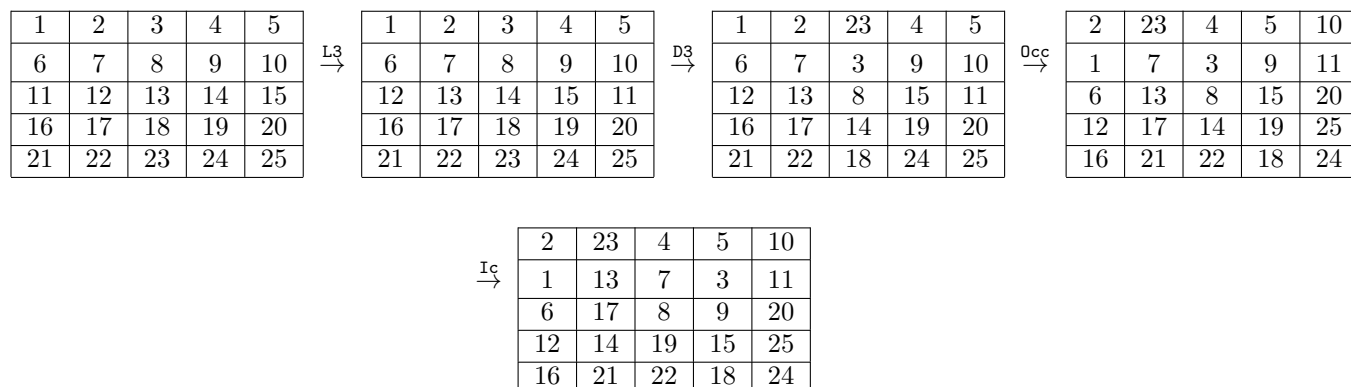 1 2 3 4 5 L3 1 2 3 4 5 D3 1 2 23 4 5 Occ 2 23 4 5 10
6 7 8 9 10 → 6 7 8 9 10 → 6 7 3 9 10 → 1 7 3 9 11
11 12 13 14 15 12 13 14 15 11 12 13 8 15 11 6 13 8 15 20
16 17 18 19 20 16 17 18 19 20 16 17 14 19 20 12 17 14 19 25
21 22 23 24 25 21 22 23 24 25 21 22 18 24 25 16 21 22 18 24
Ic 2 23 4 5 10
→ 1 13 7 3 11
6 17 8 9 20
12 14 19 15 25
16 21 22 18 24